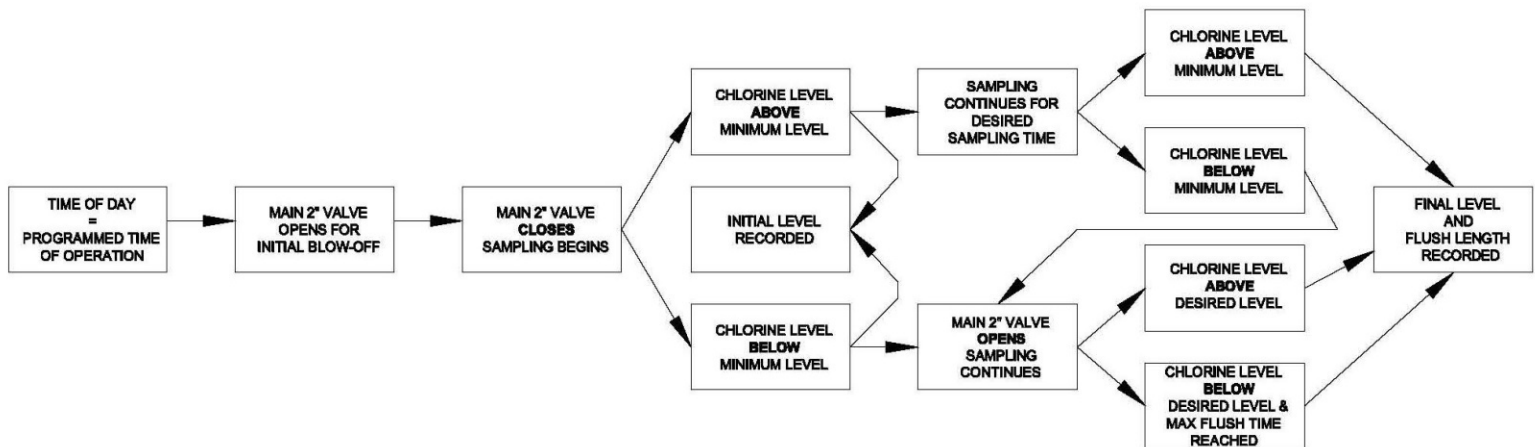 TIME OF DAY
=
PROGRAMMED TIME
OF OPERATION
MAIN 2" VALVE
OPENS FOR
INITIAL BLOW-OFF
MAIN 2" VALVE
CLOSES
SAMPLING BEGINS
CHLORINE LEVEL
ABOVE
MINIMUM LEVEL
INITIAL LEVEL
RECORDED
CHLORINE LEVEL
BELOW
MINIMUM LEVEL
SAMPLING
CONTINUES FOR
DESIRED
SAMPLING TIME
MAIN 2" VALVE
OPENS
SAMPLING
CONTINUES
CHLORINE LEVEL
ABOVE
MINIMUM LEVEL
CHLORINE LEVEL
BELOW
MINIMUM LEVEL
CHLORINE LEVEL
ABOVE
DESIRED LEVEL
CHLORINE LEVEL
BELOW
DESIRED LEVEL &
MAX FLUSH TIME
REACHED
FINAL LEVEL
AND
FLUSH LENGTH
RECORDED